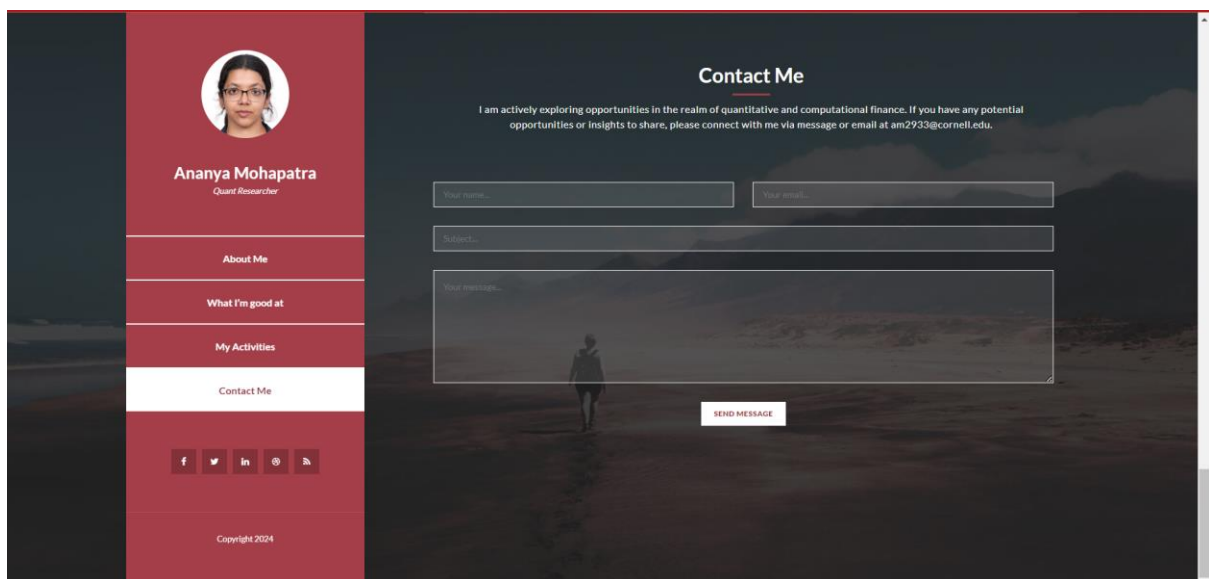 Ananya Mohapatra
Quant Researcher
About Me
What I'm good at
My Activities
Contact Me
f in
Copyright 2024
Contact Me
I am actively exploring opportunities in the realm of quantitative and computational finance. If you have any potential
opportunities or insights to share, please connect with me via message or email at am2933@cornell.edu.
Your name... Your email...
Subject...
Your message...
SEND MESSAGE